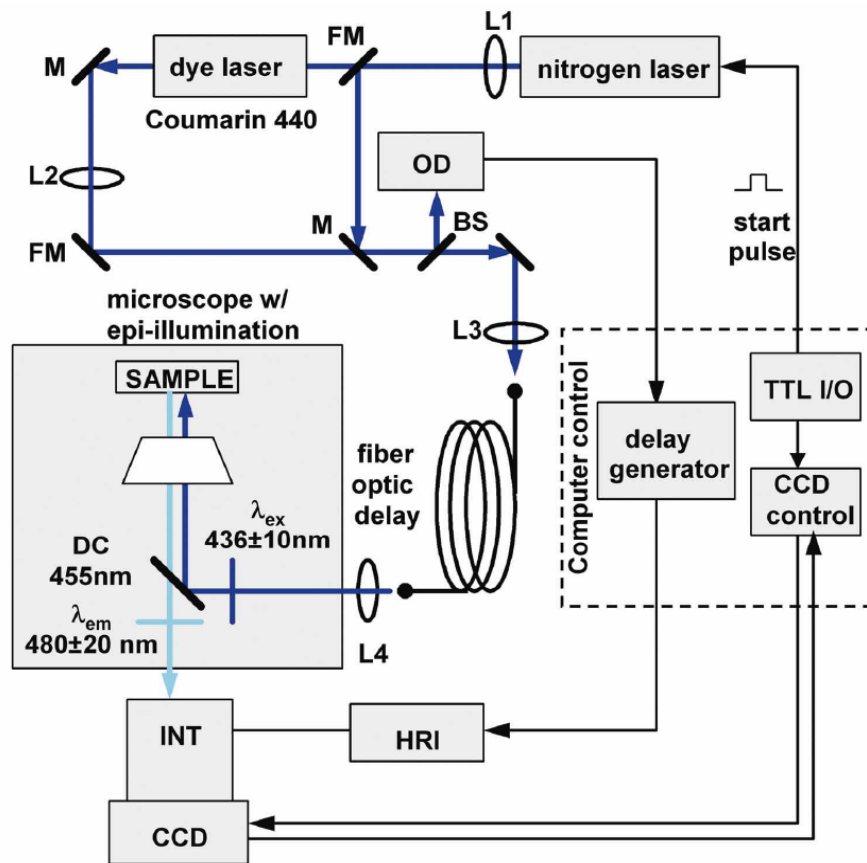 FM
L1
M
dye laser
nitrogen laser
Coumarin 440
L2
OD
M
BS
FM
start
pulse
microscope w/
epi-illumination
L3
SAMPLE
TTL I/O
fiber
optic
delay
delay
generator
Computer control
CCD
control
λex
436±10nm
DC
455nm
λem
480±20 nm
L4
INT
HRI
CCD